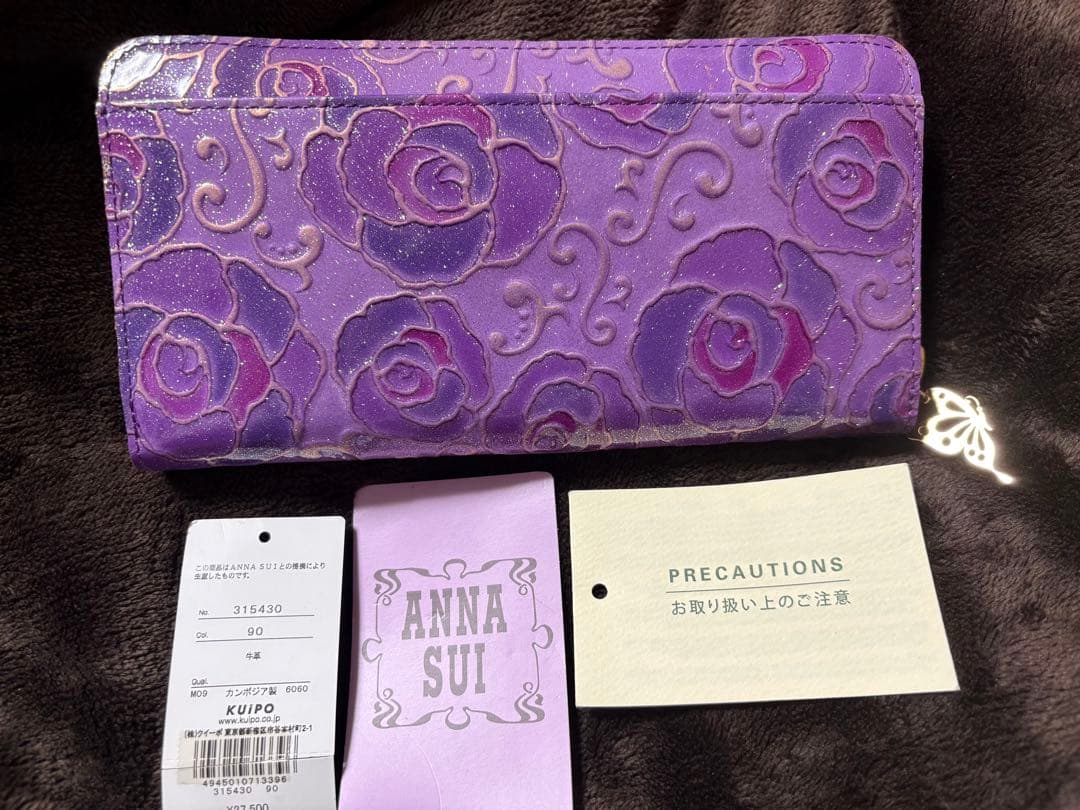 この商品はANNA SUIとの提携により
生産したものです。
No. 315430
Col. 90
牛革
Qual.
M09 カンボジア製 6060
KUIPO
www.kuipo.co.jp
(株)クイーポ 東京都新宿区市谷本村町2-1
4945010713396
315430 90
¥27,500
ANNA
SUI
PRECAUTIONS
お取り扱い上のご注意